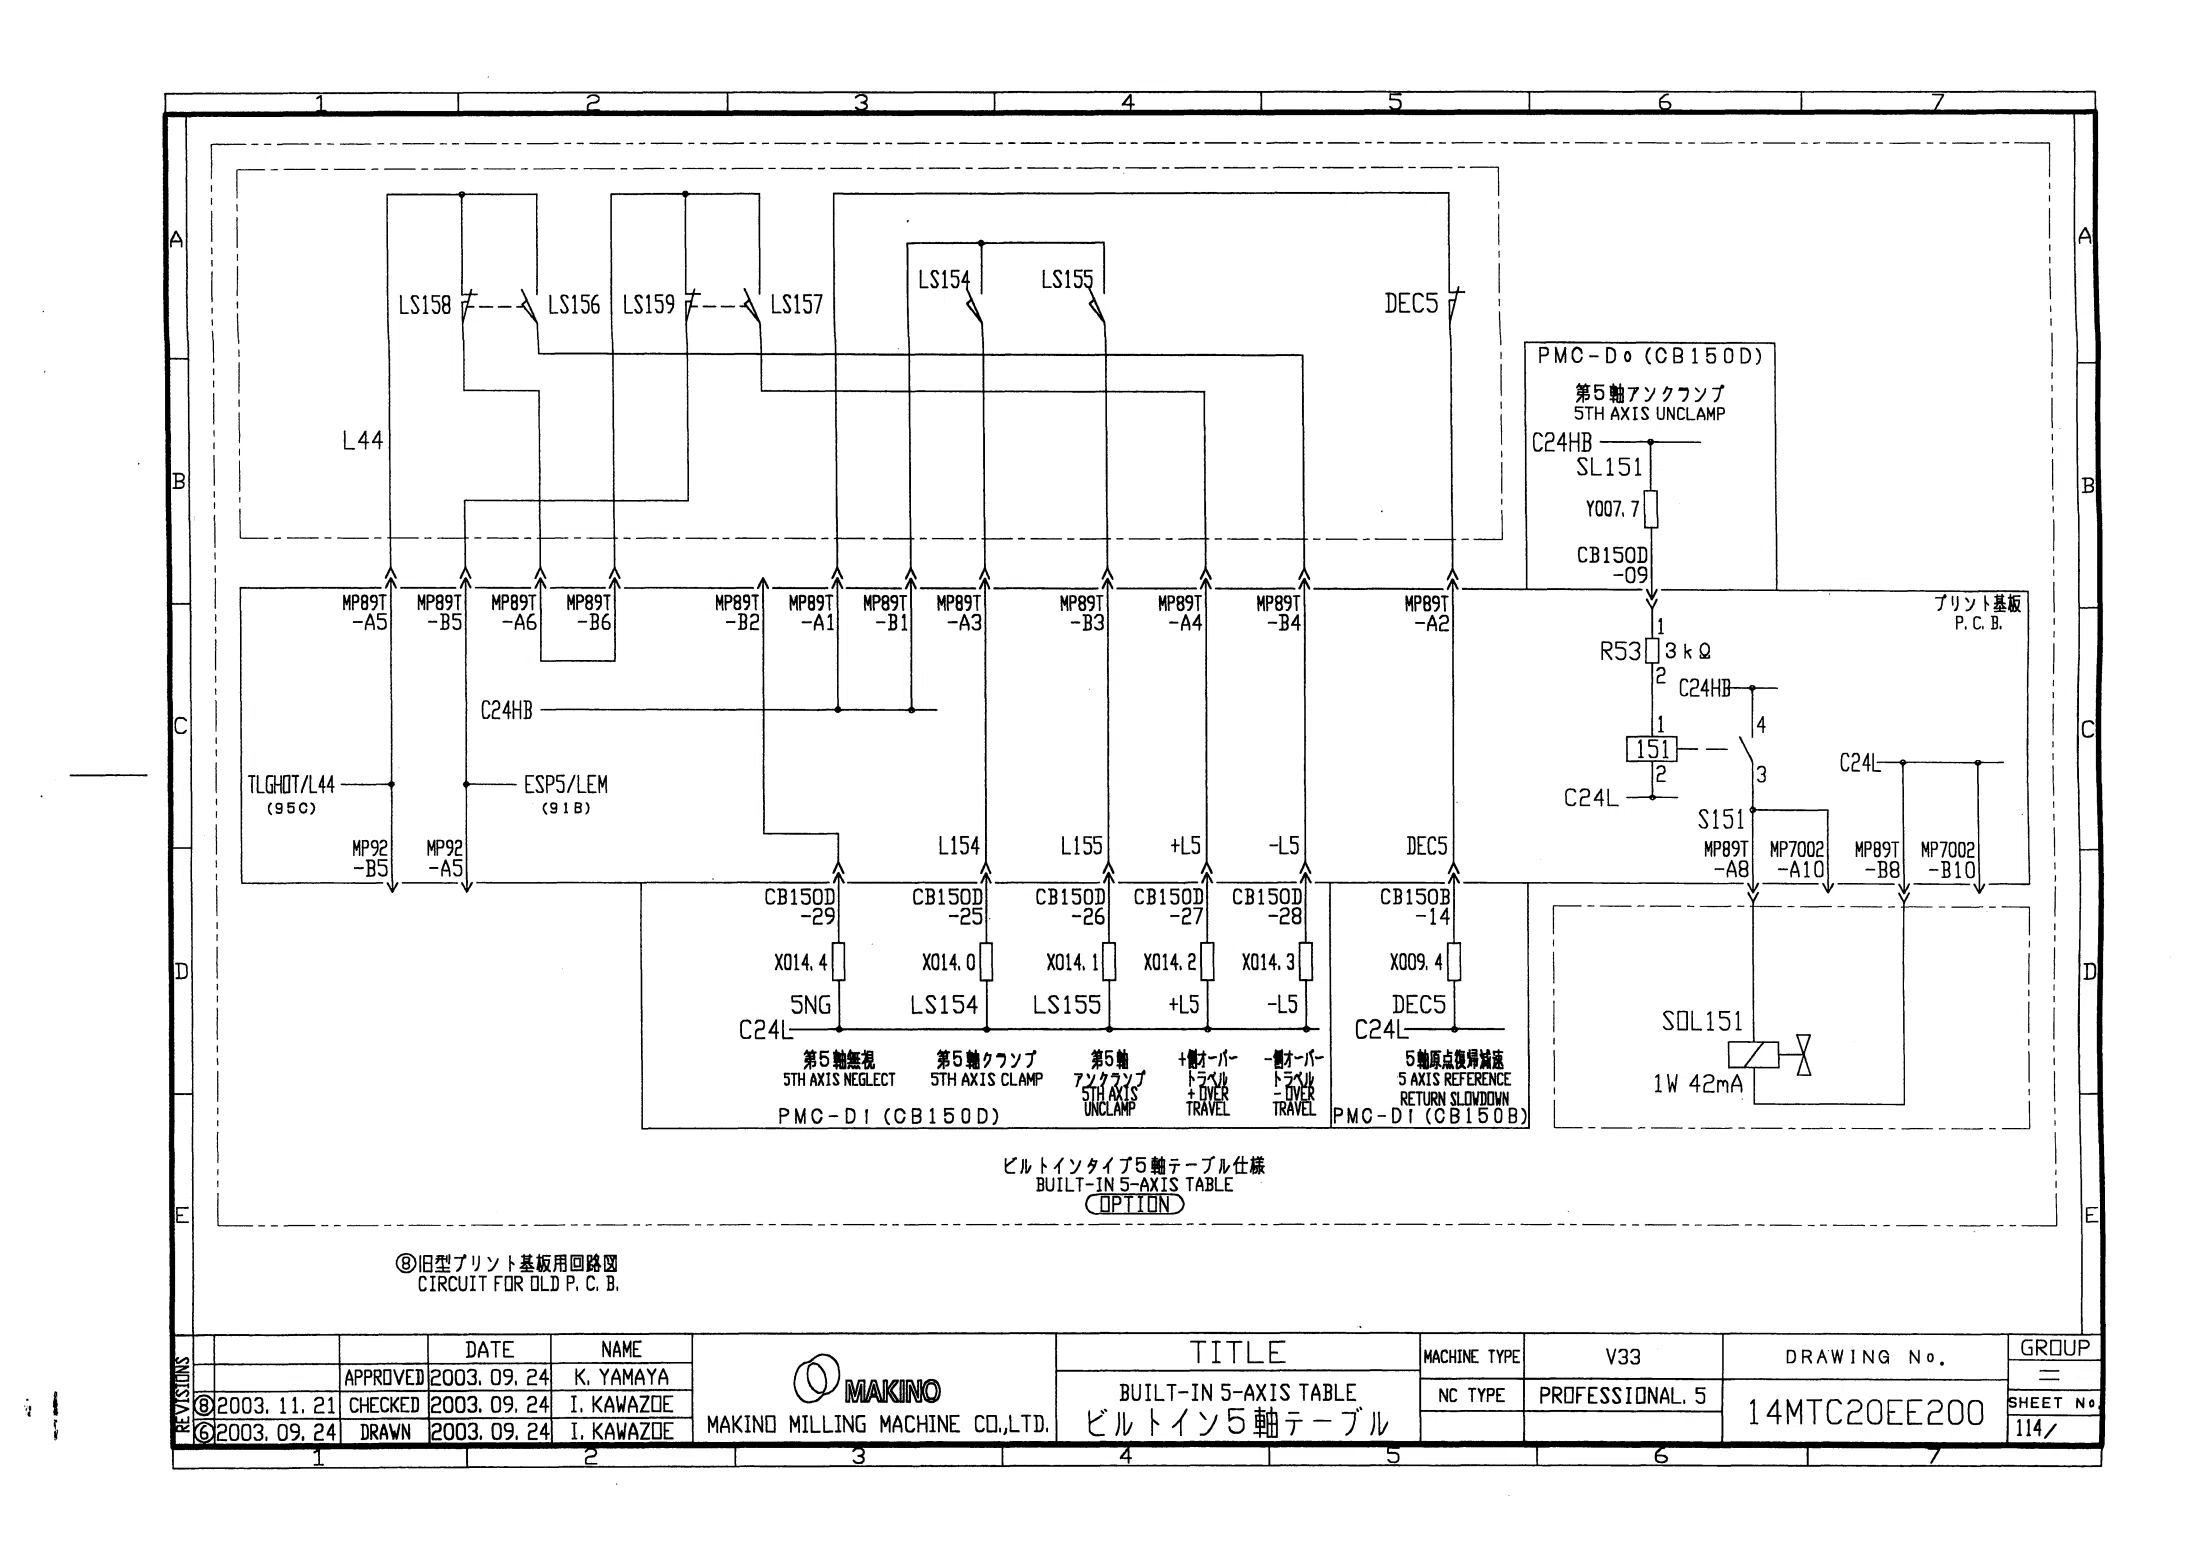 1 2 3 4 5 6 7
A A
LS158 LS156 LS159 LS157 LS154 LS155 DEC5
PMC-Do (CB150D)
第5軸アンクランプ
5TH AXIS UNCLAMP
C24HB
SL151
Y007.7
CB150D
-09
L44
B B
MP89T
-A5
MP89T
-B5
MP89T
-A6
MP89T
-B6
MP89T
-B2
MP89T
-A1
MP89T
-B1
MP89T
-A3
MP89T
-B3
MP89T
-A4
MP89T
-B4
MP89T
-A2
プリント基板
P.C.B.
1
R53 3kΩ
2
C24HB
C24HB
1
4
151
2
3
C24L
C24L
C C
TLGHOT/L44
(95C)
ESP5/LEM
(91B)
MP92
-B5
MP92
-A5
L154 L155 +L5 -L5 DEC5
S151
MP89T
-A8
MP7002
-A10
MP89T
-B8
MP7002
-B10
CB150D
-29
CB150D
-25
CB150D
-26
CB150D
-27
CB150D
-28
CB150B
-14
X014.4 X014.0 X014.1 X014.2 X014.3 X009.4
D D
5NG LS154 LS155 +L5 -L5 DEC5
C24L C24L
第5軸無視
5TH AXIS NEGLECT
第5軸クランプ
5TH AXIS CLAMP
第5軸
アンクランプ
5TH AXIS
UNCLAMP
+側オーバー
トラベル
+OVER
TRAVEL
-側オーバー
トラベル
-OVER
TRAVEL
5軸原点復帰減速
5 AXIS REFERENCE
RETURN SLOWDOWN
PMC-DI (CB150D)
PMC-DI (CB150B)
SOL151
1W 42mA
ビルトインタイプ5軸テーブル仕様
BUILT-IN 5-AXIS TABLE
OPTION
E E
⑧旧型プリント基板用回路図
CIRCUIT FOR OLD P.C.B.
REVISIONS
DATE NAME
APPROVED 2003.09.24 K. YAMAYA
⑧ 2003.11.21 CHECKED 2003.09.24 I. KAWAZOE
⑥ 2003.09.24 DRAWN 2003.09.24 I. KAWAZOE
MAKINO
MAKINO MILLING MACHINE CO.,LTD.
TITLE
BUILT-IN 5-AXIS TABLE
ビルトイン5軸テーブル
MACHINE TYPE V33
NC TYPE PROFESSIONAL.5
DRAWING No.
14MTC20EE200
GROUP
=
SHEET No.
114/
1 2 3 4 5 6 7